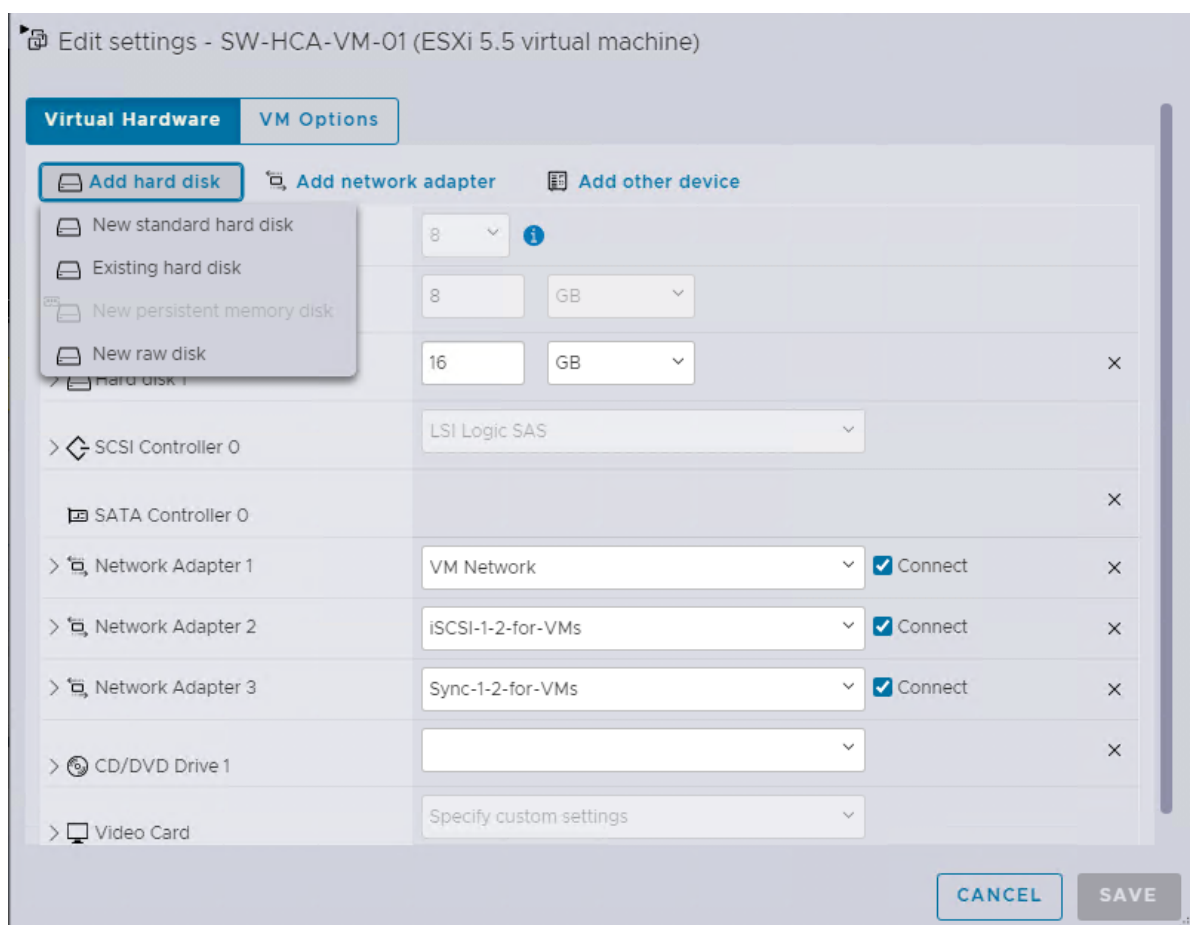 Edit settings - SW-HCA-VM-01 (ESXi 5.5 virtual machine)
Virtual Hardware VM Options
Add hard disk Add network adapter Add other device
New standard hard disk
8
Existing hard disk
8 GB
New persistent memory disk
New raw disk
16 GB
Hard disk 1
LSI Logic SAS
SCSI Controller 0
SATA Controller 0
Network Adapter 1 VM Network Connect
Network Adapter 2 iSCSI-1-2-for-VMs Connect
Network Adapter 3 Sync-1-2-for-VMs Connect
CD/DVD Drive 1
Specify custom settings
Video Card
CANCEL SAVE